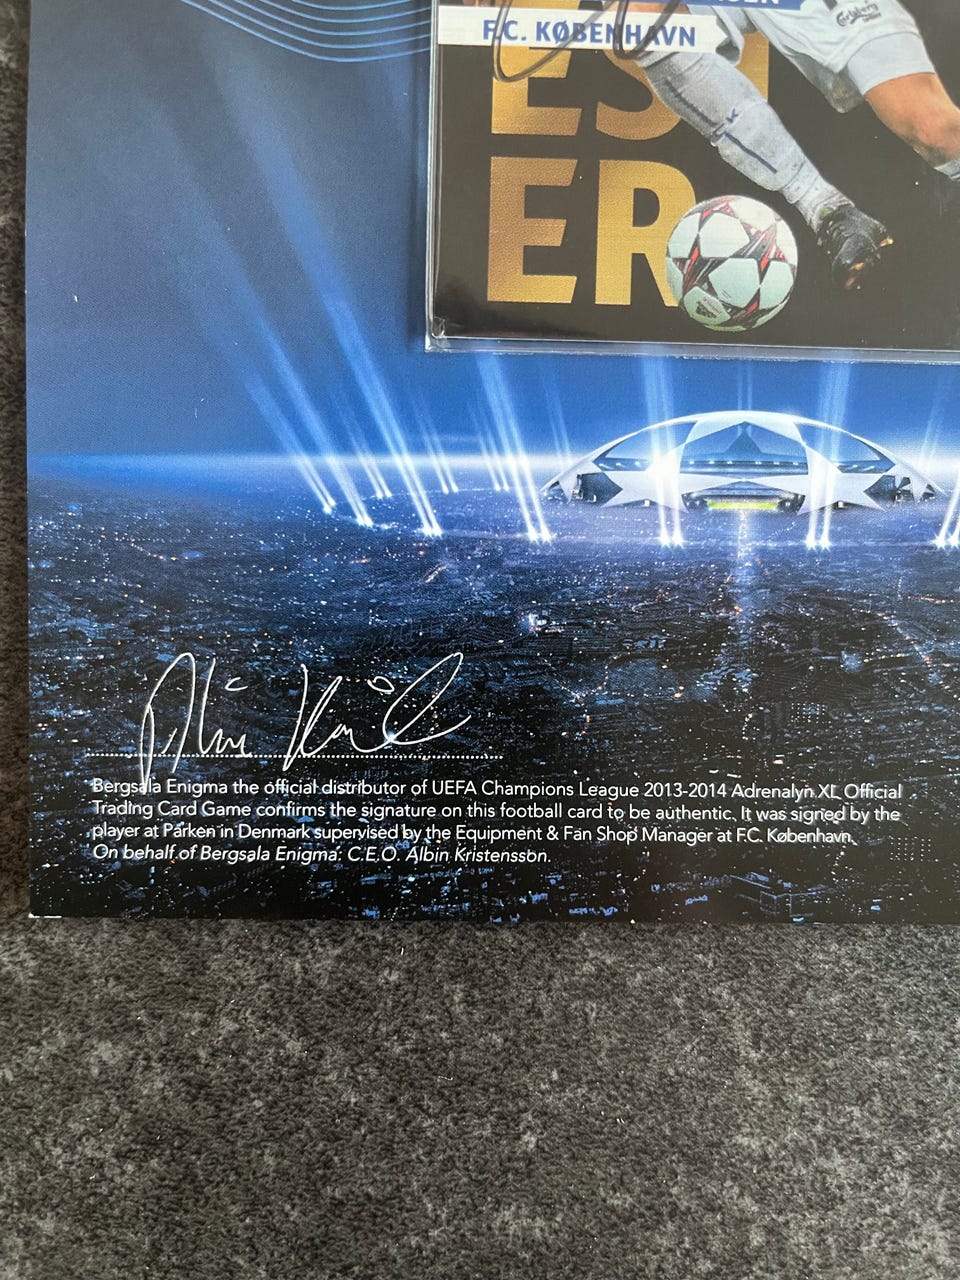 F.C. KØBENHAVN
ER
Carlsberg
Bergsala Enigma the official distributor of UEFA Champions League 2013-2014 Adrenalyn XL Official
Trading Card Game confirms the signature on this football card to be authentic. It was signed by the
player at Parken in Denmark supervised by the Equipment & Fan Shop Manager at F.C. København.
On behalf of Bergsala Enigma: C.E.O. Albin Kristensson.